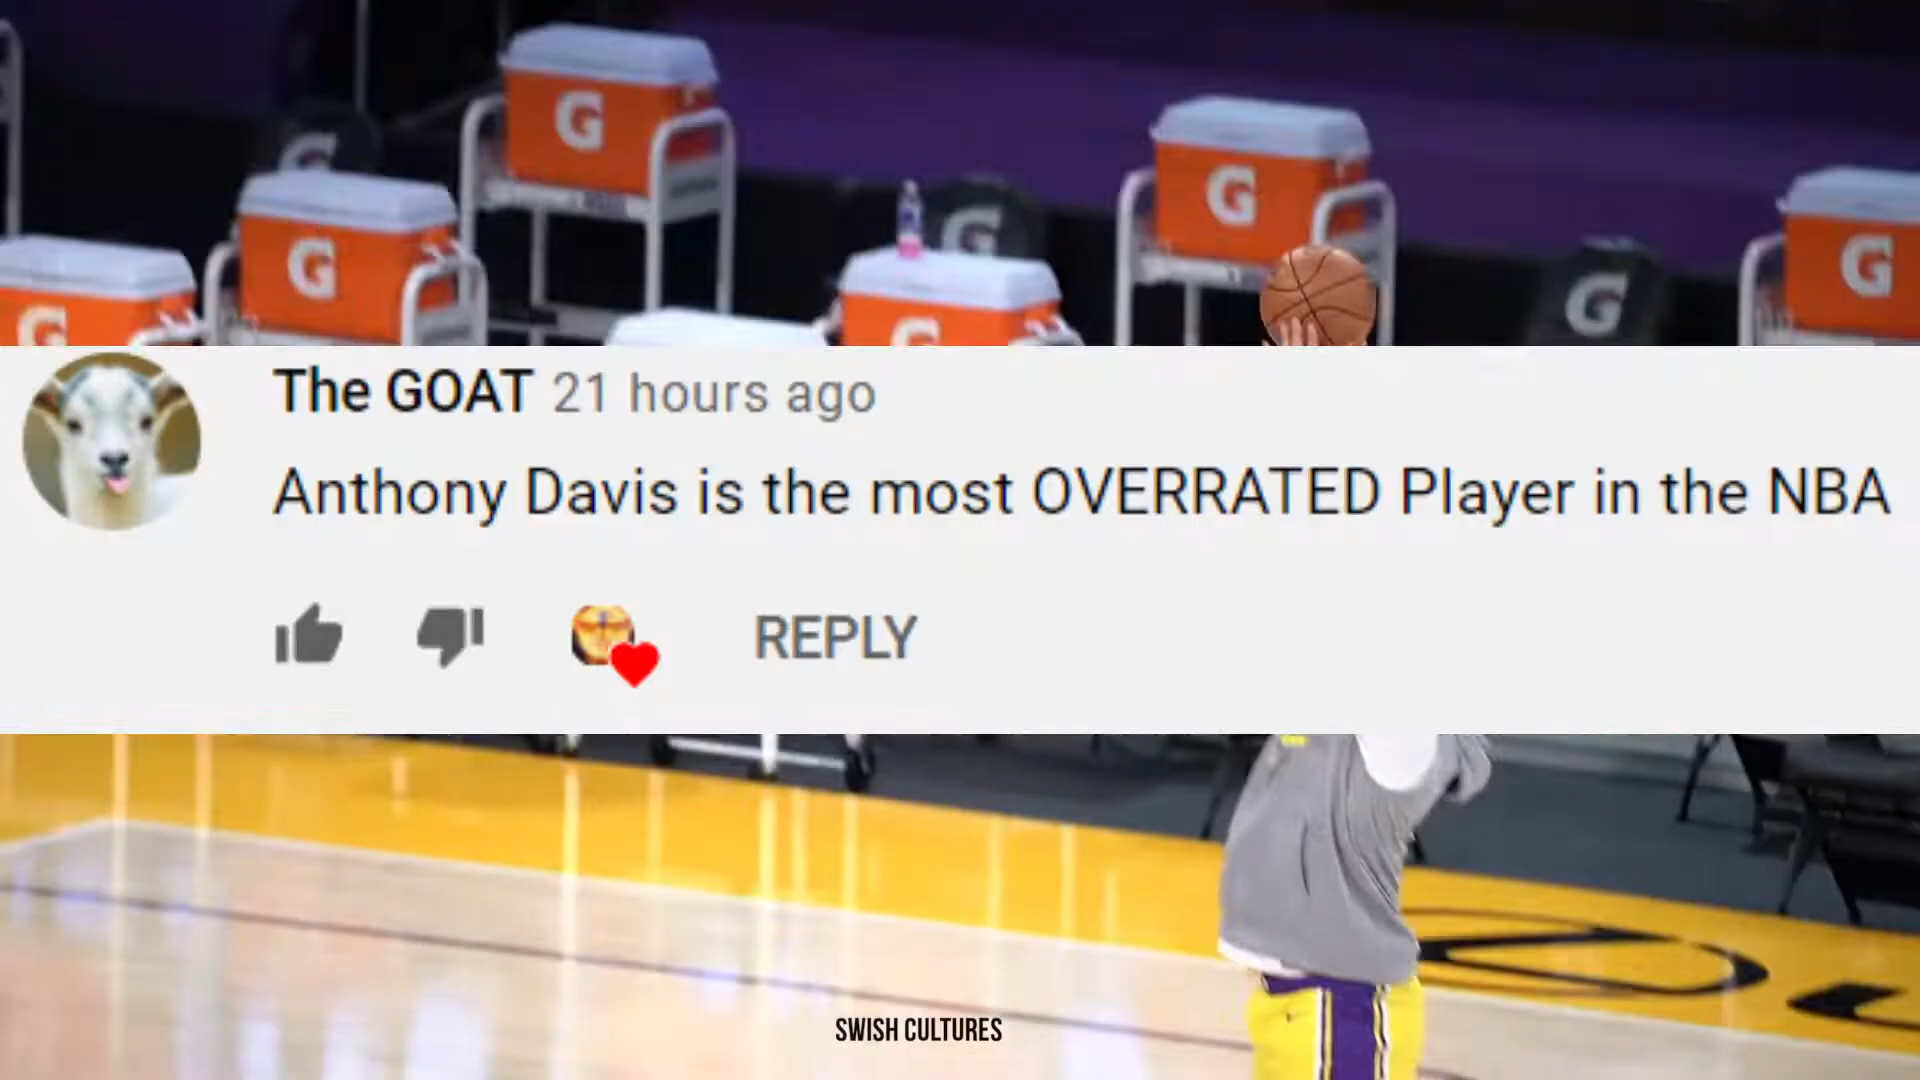 G
G
G
G
G
G
G
G
G
The GOAT 21 hours ago
Anthony Davis is the most OVERRATED Player in the NBA
REPLY
SWISH CULTURES